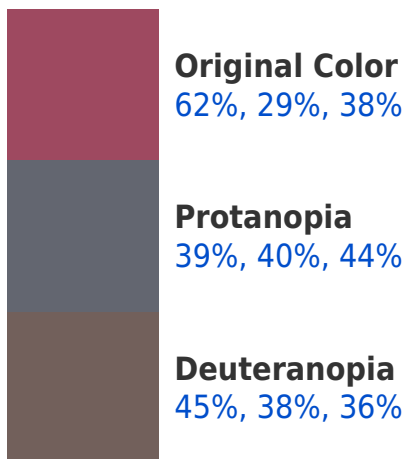 Original Color
62%, 29%, 38%
Protanopia
39%, 40%, 44%
Deuteranopia
45%, 38%, 36%